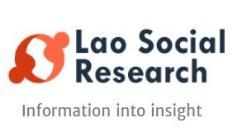 Lao Social
Research
Information into insight